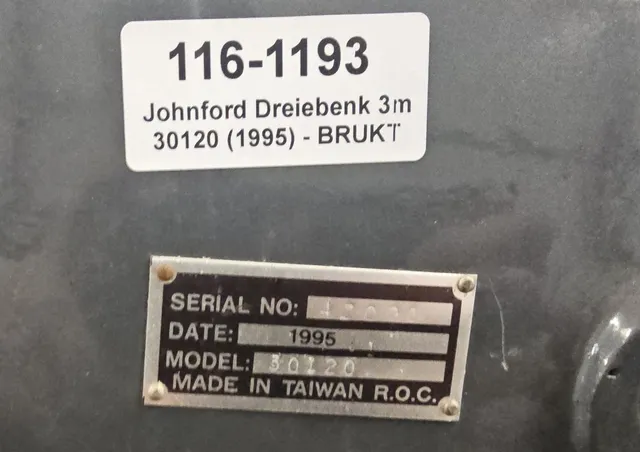 116-1193
Johnford Dreiebenk 3m
30120 (1995) - BRUKT
SERIAL NO:
DATE: 1995
MODEL: 30120
MADE IN TAIWAN R.O.C.